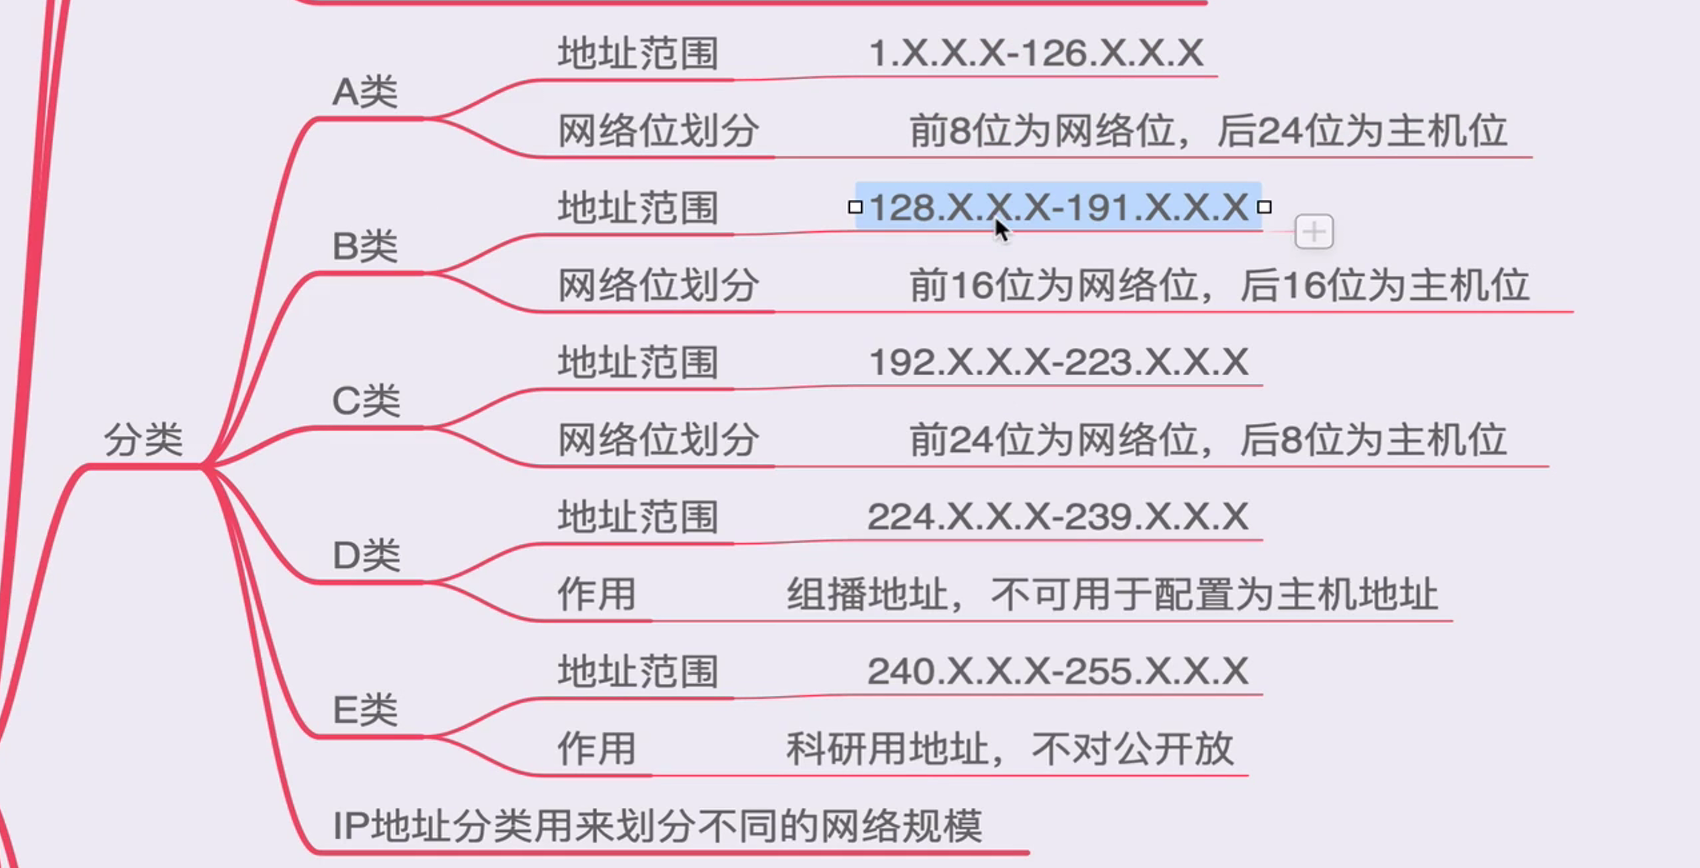 分类
A类
地址范围
1.X.X.X-126.X.X.X
网络位划分
前8位为网络位，后24位为主机位
B类
地址范围
128.X.X.X-191.X.X.X
网络位划分
前16位为网络位，后16位为主机位
C类
地址范围
192.X.X.X-223.X.X.X
网络位划分
前24位为网络位，后8位为主机位
D类
地址范围
224.X.X.X-239.X.X.X
作用
组播地址，不可用于配置为主机地址
E类
地址范围
240.X.X.X-255.X.X.X
作用
科研用地址，不对公开放
IP地址分类用来划分不同的网络规模